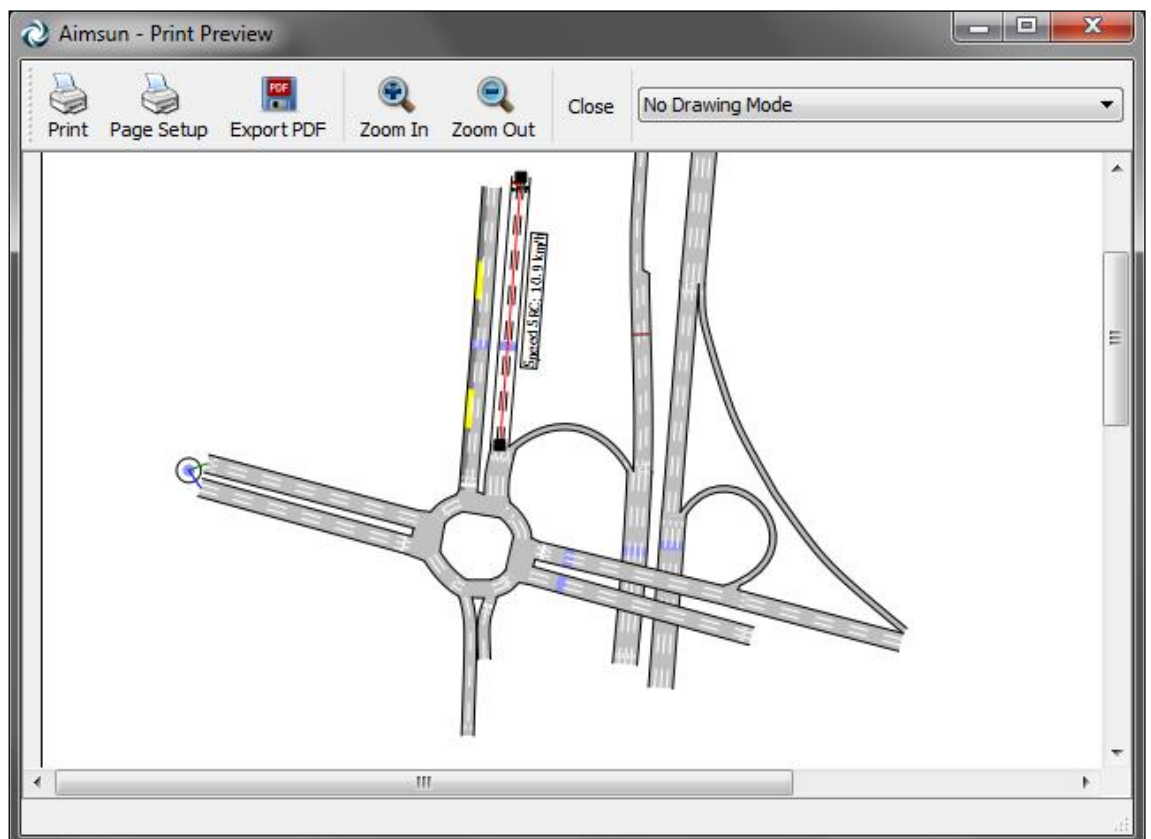 Aimsun - Print Preview
Print
Page Setup
PDF
Export PDF
Zoom In
Zoom Out
Close
No Drawing Mode
Speed SRC: 10.9 km/h